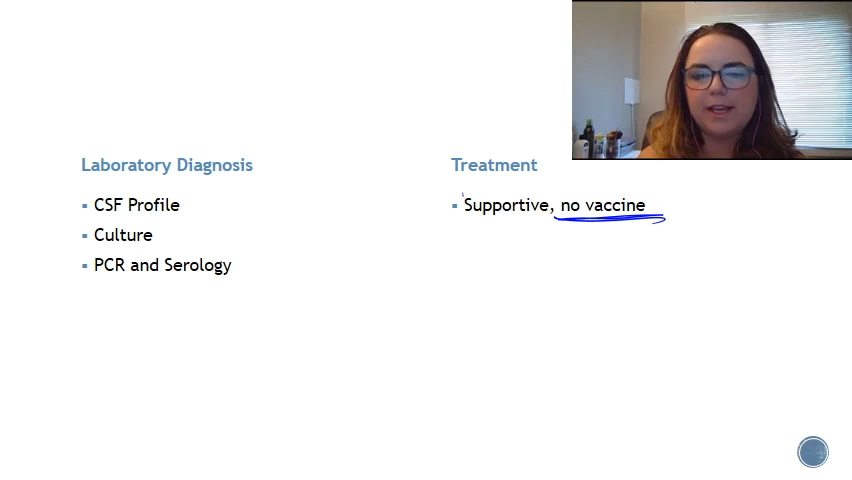 Laboratory Diagnosis
▪ CSF Profile
▪ Culture
▪ PCR and Serology
Treatment
▪ Supportive, no vaccine